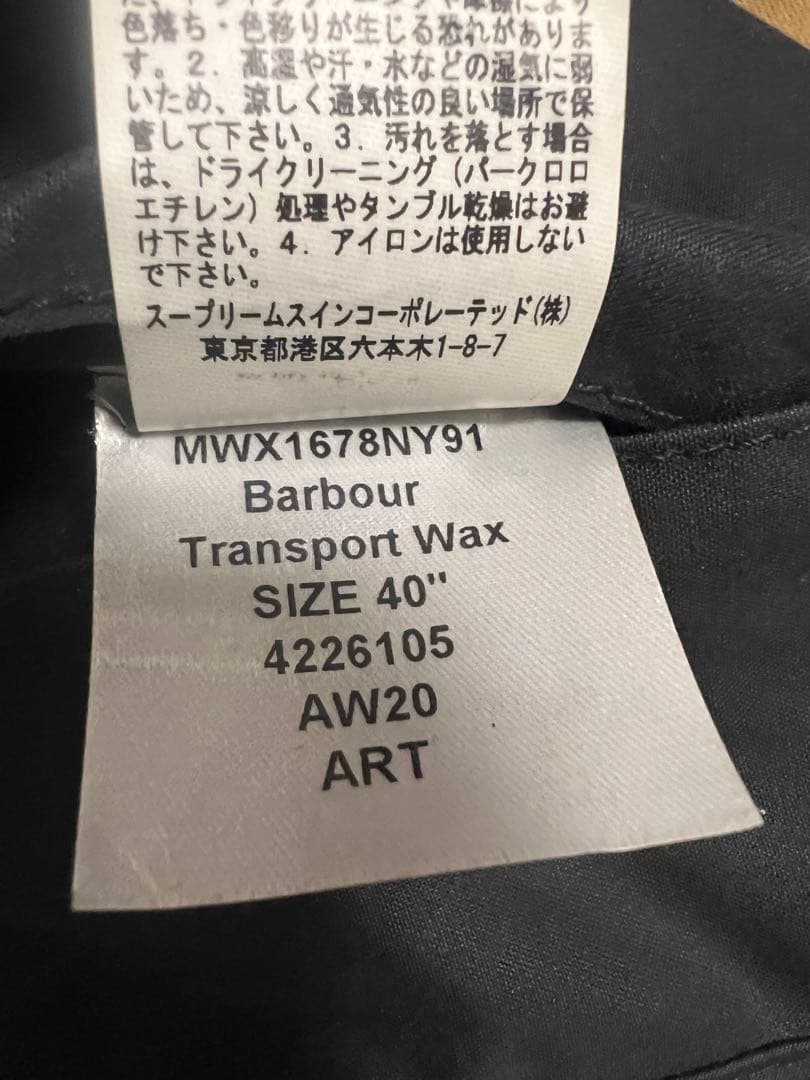 色落ち・色移りが生じる恐れがありま
す。2．高温や汗・水などの湿気に弱
いため、涼しく通気性の良い場所で保
管して下さい。3．汚れを落とす場合
は、ドライクリーニング（パークロロ
エチレン）処理やタンブル乾燥はお避
け下さい。4．アイロンは使用しない
で下さい。
スープリームスインコーポレーテッド(株)
東京都港区六本木1-8-7
MWX1678NY91
Barbour
Transport Wax
SIZE 40"
4226105
AW20
ART